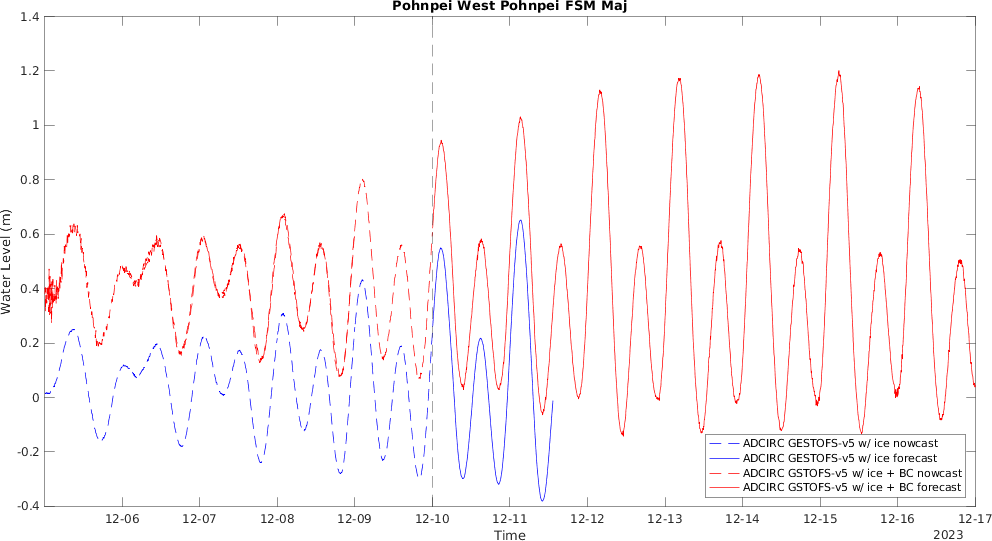 Pohnpei West Pohnpei FSM Maj
1.4
1.2
1
0.8
0.6
0.4
0.2
0
-0.2
-0.4
Water Level (m)
12-06 12-07 12-08 12-09 12-10 12-11 12-12 12-13 12-14 12-15 12-16 12-17
Time
2023
ADCIRC GESTOFS-v5 w/ ice nowcast
ADCIRC GESTOFS-v5 w/ ice forecast
ADCIRC GSTOFS-v5 w/ ice + BC nowcast
ADCIRC GSTOFS-v5 w/ ice + BC forecast